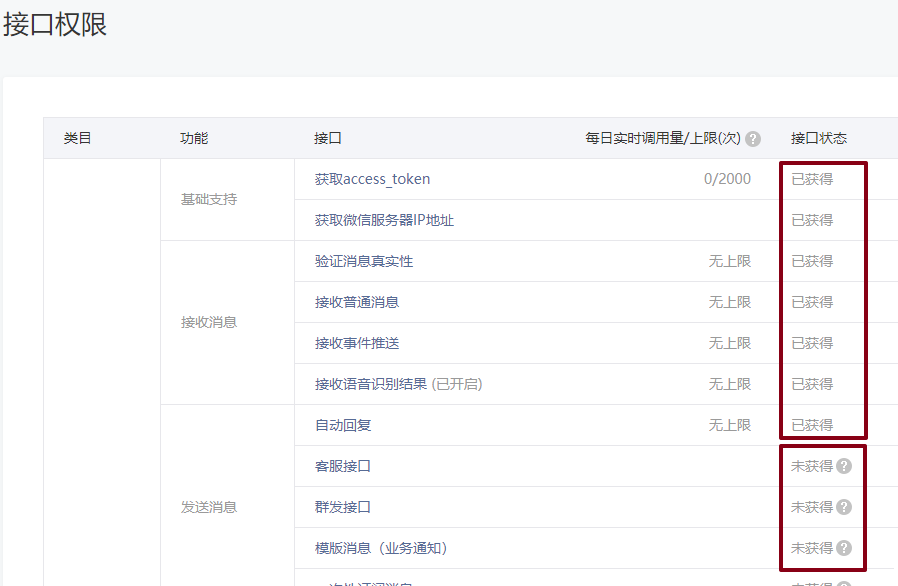 接口权限
类目 功能 接口 每日实时调用量/上限(次) ? 接口状态
基础支持 获取access_token 0/2000 已获得
获取微信服务器IP地址 已获得
接收消息 验证消息真实性 无上限 已获得
接收普通消息 无上限 已获得
接收事件推送 无上限 已获得
接收语音识别结果 (已开启) 无上限 已获得
发送消息 自动回复 无上限 已获得
客服接口 未获得 ?
群发接口 未获得 ?
模版消息（业务通知） 未获得 ?